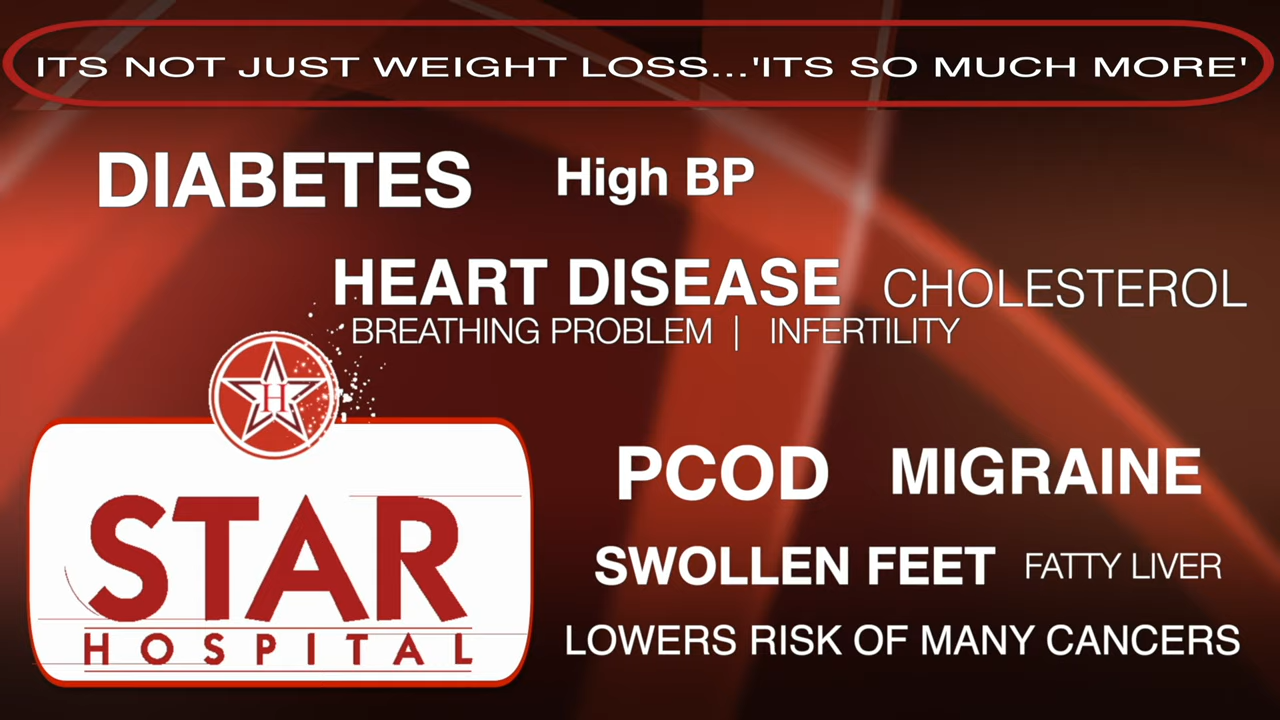 ITS NOT JUST WEIGHT LOSS...'ITS SO MUCH MORE'
DIABETES High BP
HEART DISEASE CHOLESTEROL
BREATHING PROBLEM | INFERTILITY
H
STAR
HOSPITAL
PCOD MIGRAINE
SWOLLEN FEET FATTY LIVER
LOWERS RISK OF MANY CANCERS